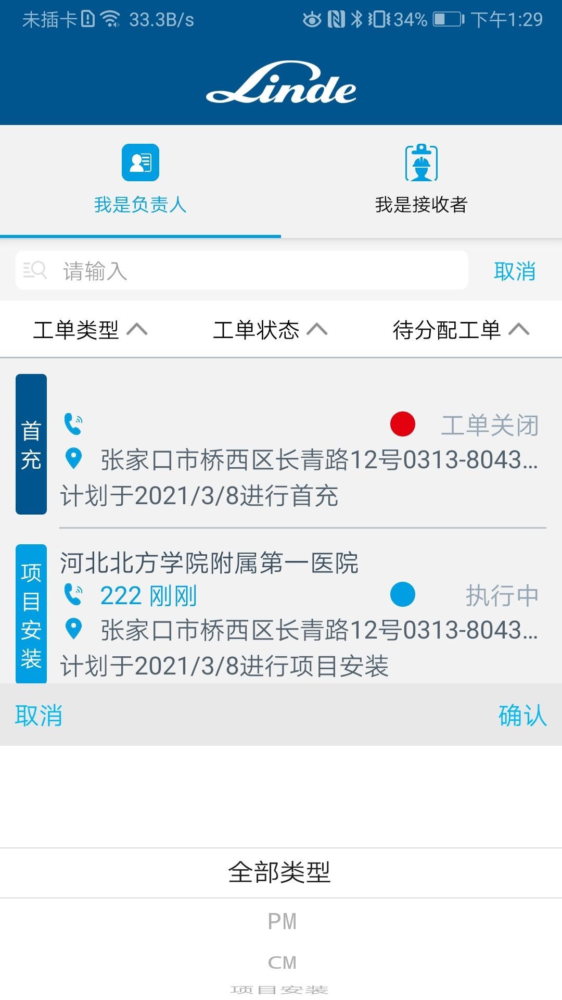 未插卡 33.3B/s 34% 下午1:29
Linde
我是负责人 我是接收者
请输入 取消
工单类型 工单状态 待分配工单
首充
工单关闭
张家口市桥西区长青路12号0313-8043...
计划于2021/3/8进行首充
项目安装
河北北方学院附属第一医院
222 刚刚 执行中
张家口市桥西区长青路12号0313-8043...
计划于2021/3/8进行项目安装
取消 确认
全部类型
PM
CM
项目安装